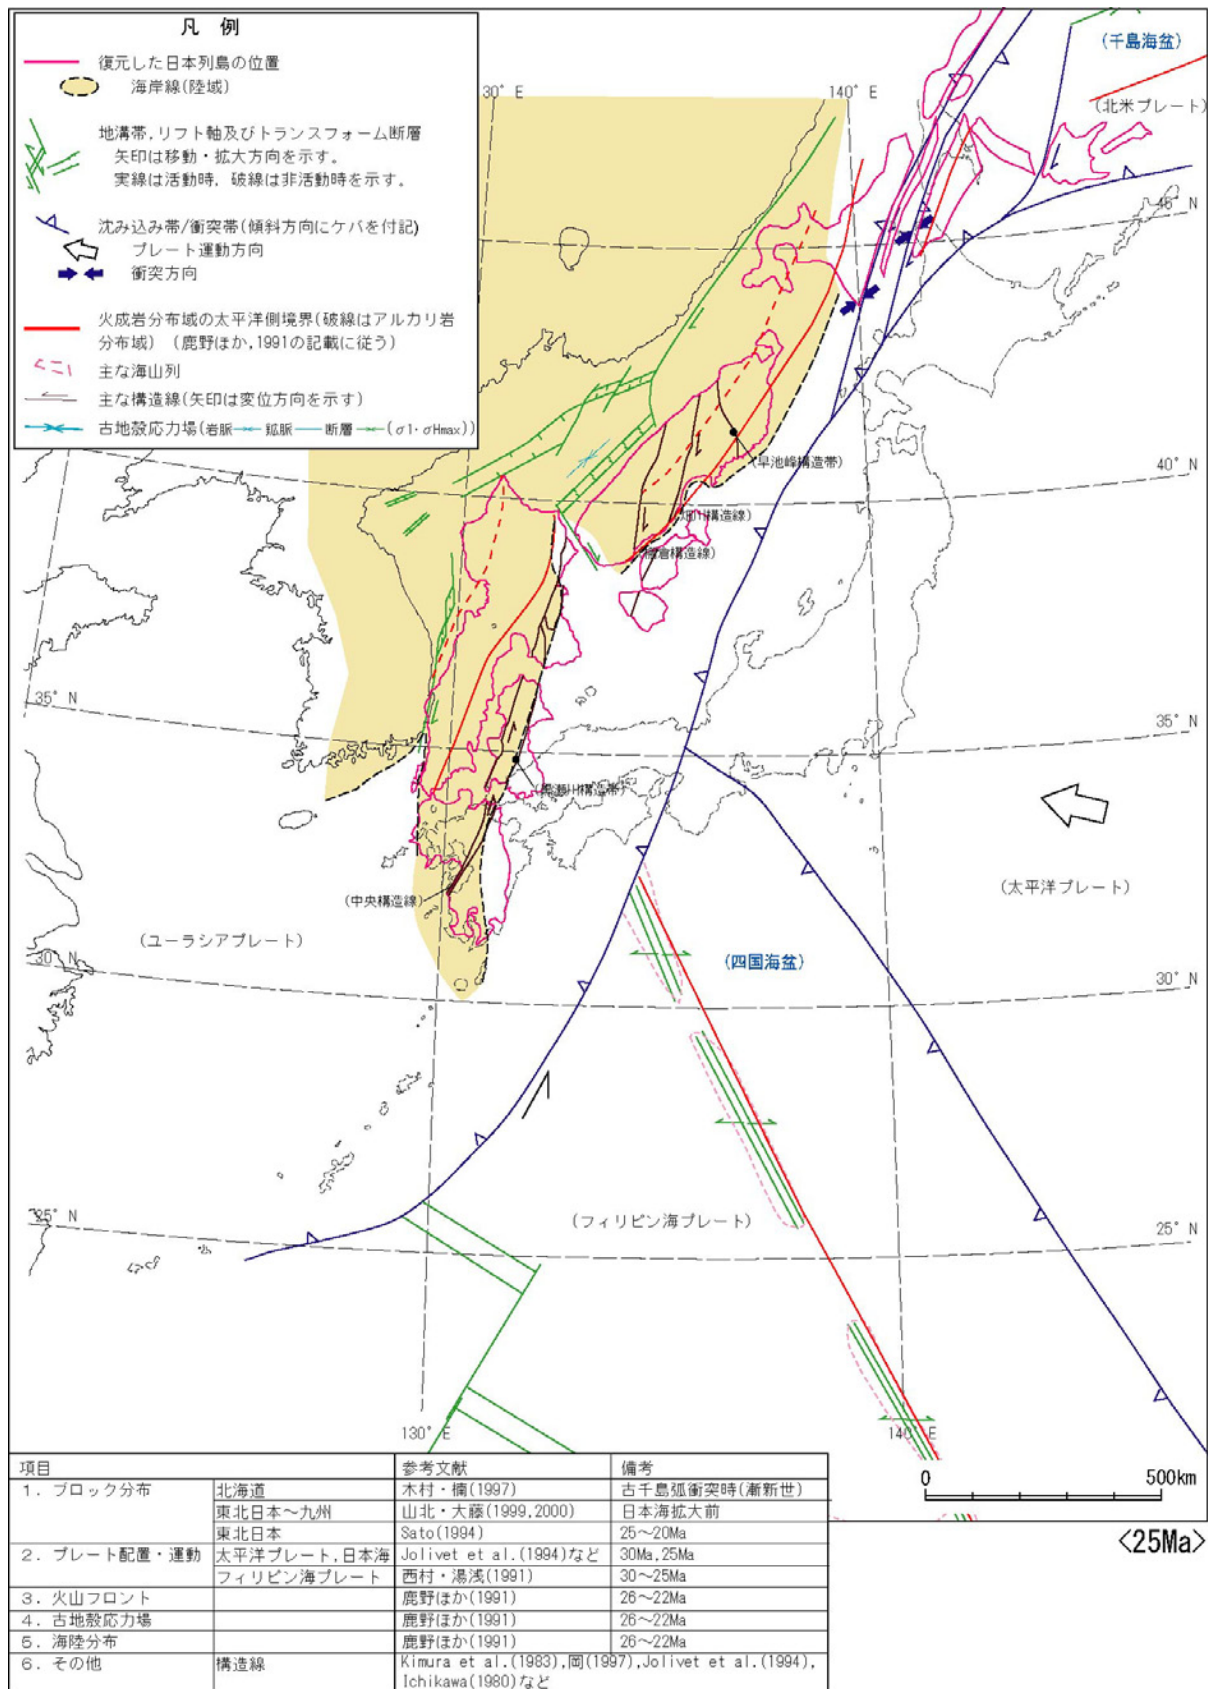 凡 例
復元した日本列島の位置
海岸線(陸域)
地溝帯,リフト軸及びトランスフォーム断層
矢印は移動・拡大方向を示す。
実線は活動時,破線は非活動時を示す。
沈み込み帯/衝突帯(傾斜方向にケバを付記)
プレート運動方向
衝突方向
火成岩分布域の太平洋側境界(破線はアルカリ岩
分布域) (鹿野ほか,1991の記載に従う)
主な海山列
主な構造線(矢印は変位方向を示す)
古地殻応力場(岩脈 鉱脈 断層 (σ1・σHmax))
30° E
140° E
(千島海盆)
(北米プレート)
45° N
40° N
(早池峰構造帯)
構造線)
(棚倉構造線)
35° N
35° N
(黒瀬川構造帯)
(中央構造線)
(太平洋プレート)
(ユーラシアプレート)
(四国海盆)
30° N
30° N
(フィリピン海プレート)
25° N
25° N
130° E
140° E
0 500km
<25Ma>
項目 参考文献 備考
1. ブロック分布 北海道 木村・楠(1997) 古千島弧衝突時(漸新世)
東北日本~九州 山北・大藤(1999,2000) 日本海拡大前
東北日本 Sato(1994) 25~20Ma
2. プレート配置・運動 太平洋プレート,日本海 Jolivet et al.(1994)など 30Ma,25Ma
フィリピン海プレート 西村・湯浅(1991) 30~25Ma
3. 火山フロント 鹿野ほか(1991) 26~22Ma
4. 古地殻応力場 鹿野ほか(1991) 26~22Ma
5. 海陸分布 鹿野ほか(1991) 26~22Ma
6. その他 構造線 Kimura et al.(1983),岡(1997),Jolivet et al.(1994),
Ichikawa(1980)など